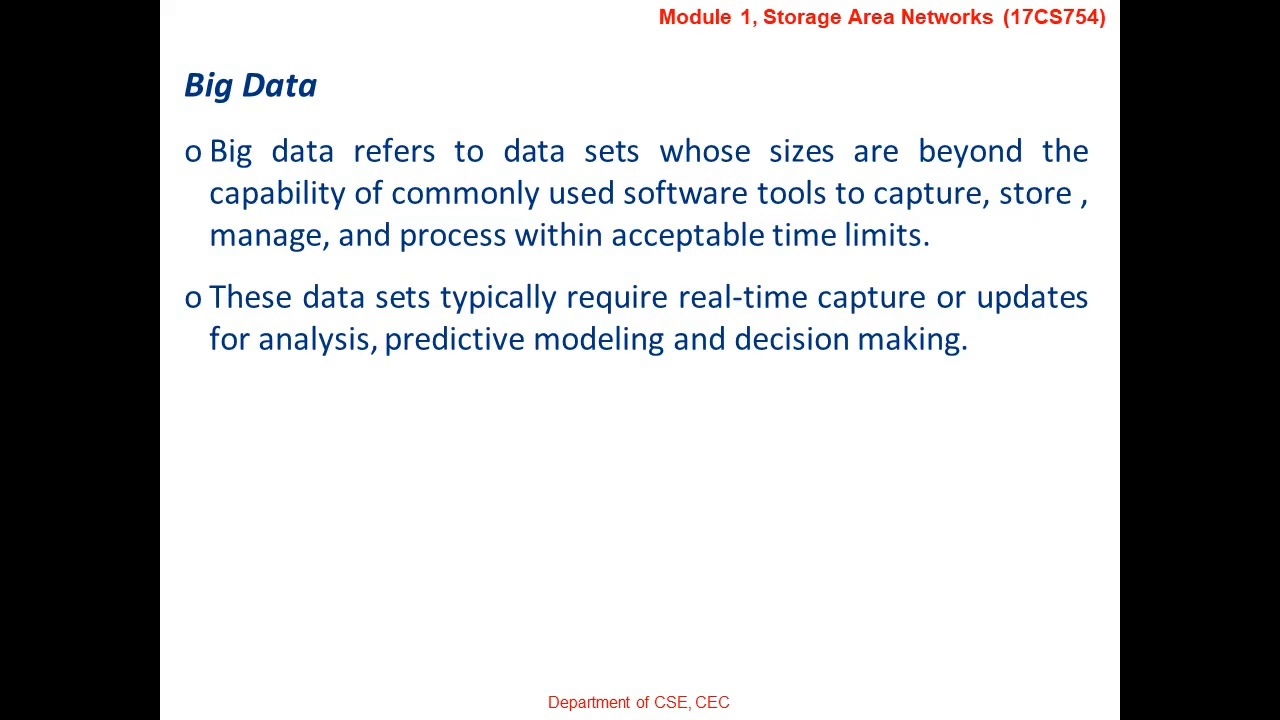 Module 1, Storage Area Networks (17CS754)
Big Data
o Big data refers to data sets whose sizes are beyond the
capability of commonly used software tools to capture, store ,
manage, and process within acceptable time limits.
o These data sets typically require real-time capture or updates
for analysis, predictive modeling and decision making.
Department of CSE, CEC